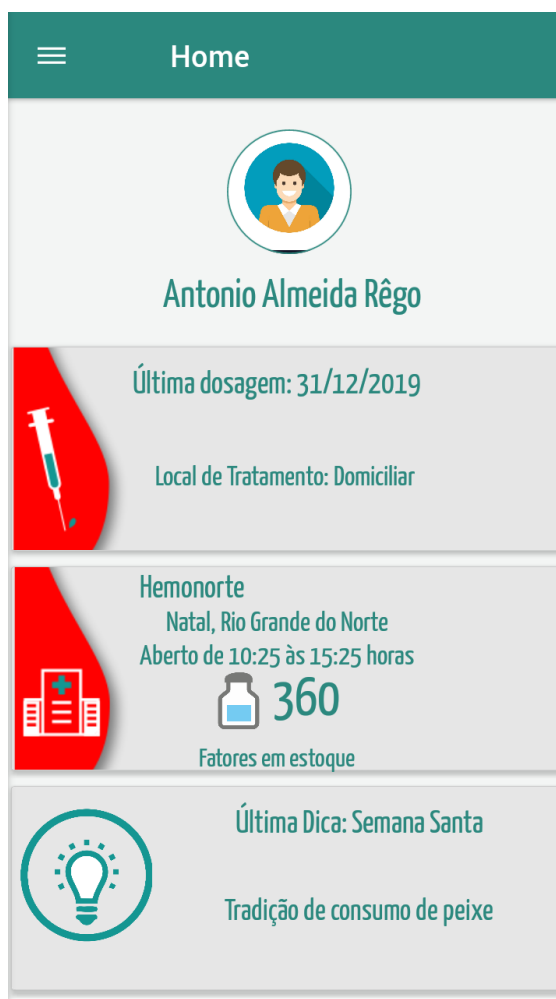 Home
Antonio Almeida Rêgo
Última dosagem: 31/12/2019
Local de Tratamento: Domiciliar
Hemonorte
Natal, Rio Grande do Norte
Aberto de 10:25 às 15:25 horas
360
Fatores em estoque
Última Dica: Semana Santa
Tradição de consumo de peixe